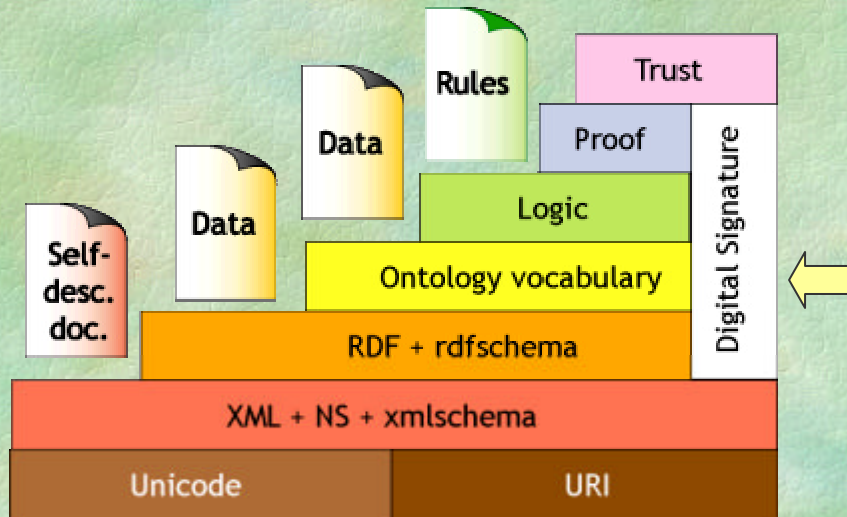 Rules
Trust
Data
Proof
Data
Logic
Self-
desc.
doc.
Ontology vocabulary
Digital Signature
RDF + rdfschema
XML + NS + xmlschema
Unicode
URI